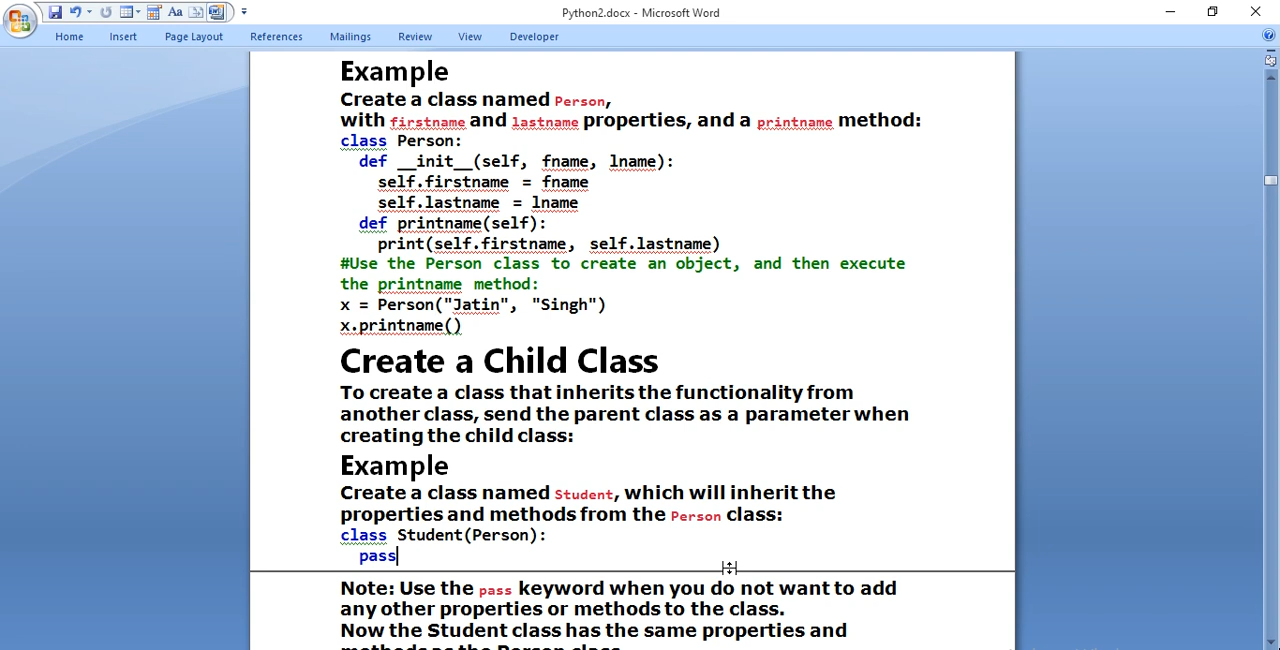 Python2.docx - Microsoft Word
Aa
Home Insert Page Layout References Mailings Review View Developer
Example
Create a class named Person,
with firstname and lastname properties, and a printname method:
class Person:
  def __init__(self, fname, lname):
    self.firstname = fname
    self.lastname = lname
  def printname(self):
    print(self.firstname, self.lastname)
#Use the Person class to create an object, and then execute
the printname method:
x = Person("Jatin", "Singh")
x.printname()
Create a Child Class
To create a class that inherits the functionality from
another class, send the parent class as a parameter when
creating the child class:
Example
Create a class named Student, which will inherit the
properties and methods from the Person class:
class Student(Person):
  pass
Note: Use the pass keyword when you do not want to add
any other properties or methods to the class.
Now the Student class has the same properties and
methods as the Person class.